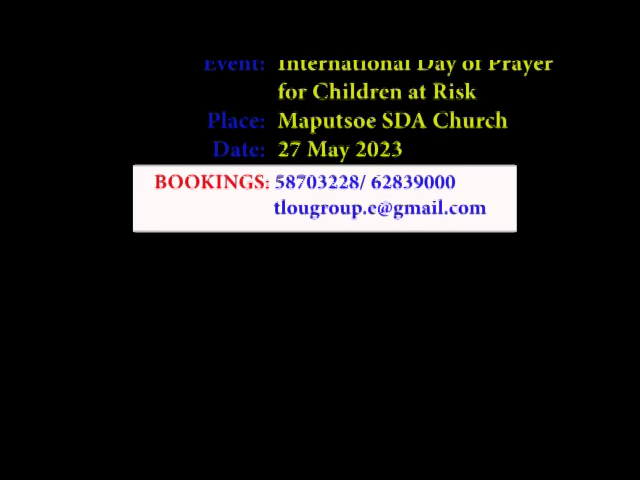 Event: International Day of Prayer
for Children at Risk
Place: Maputsoe SDA Church
Date: 27 May 2023
BOOKINGS: 58703228/ 62839000
tlougroup.e@gmail.com